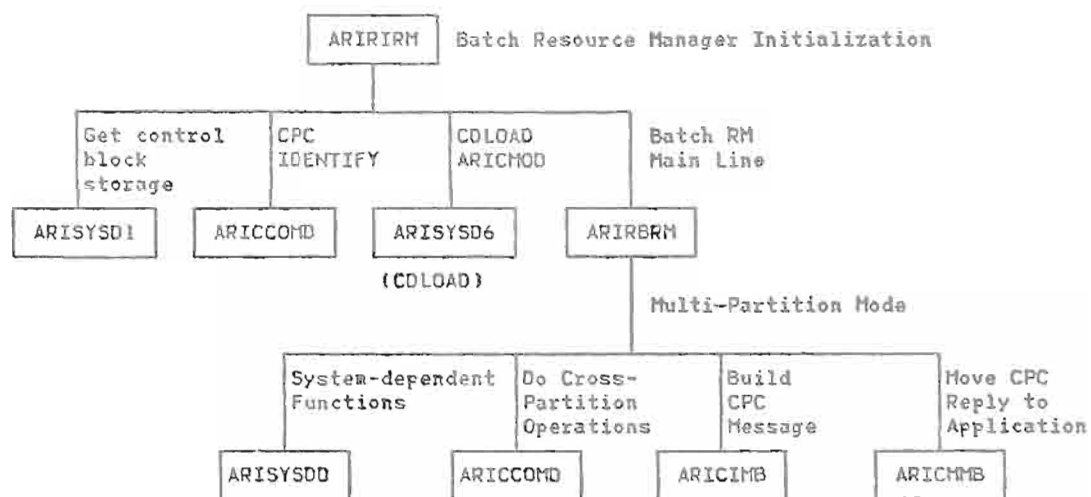 ARIRIRM Batch Resource Manager Initialization
Get control CPC CDLOAD Batch RM
block IDENTIFY ARICMOD Main Line
storage
ARISYSD1 ARICCOMD ARISYSD6 ARIRBRM
(CDLOAD)
Multi-Partition Mode
System-dependent Do Cross- Build Move CPC
Functions Partition CPC Reply to
Operations Message Application
ARISYSDD ARICCOMD ARICIMB ARICMMB